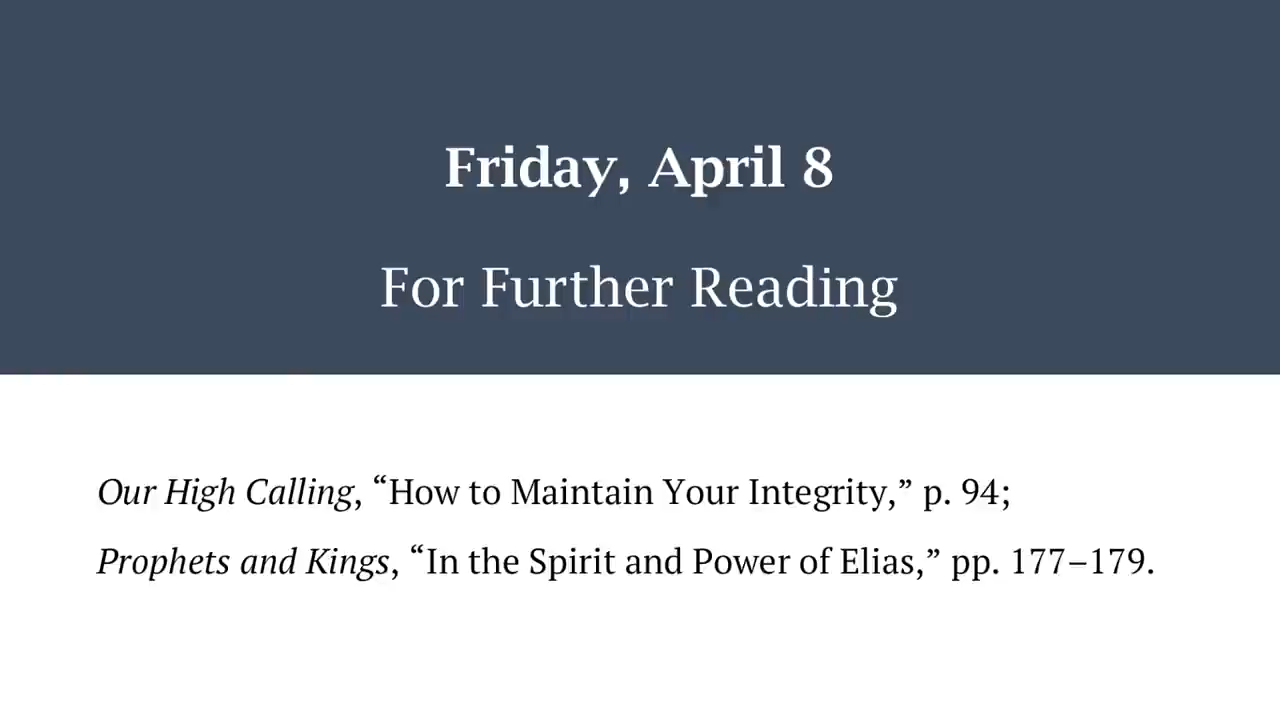 Friday, April 8
For Further Reading
Our High Calling, “How to Maintain Your Integrity,” p. 94;
Prophets and Kings, “In the Spirit and Power of Elias,” pp. 177–179.